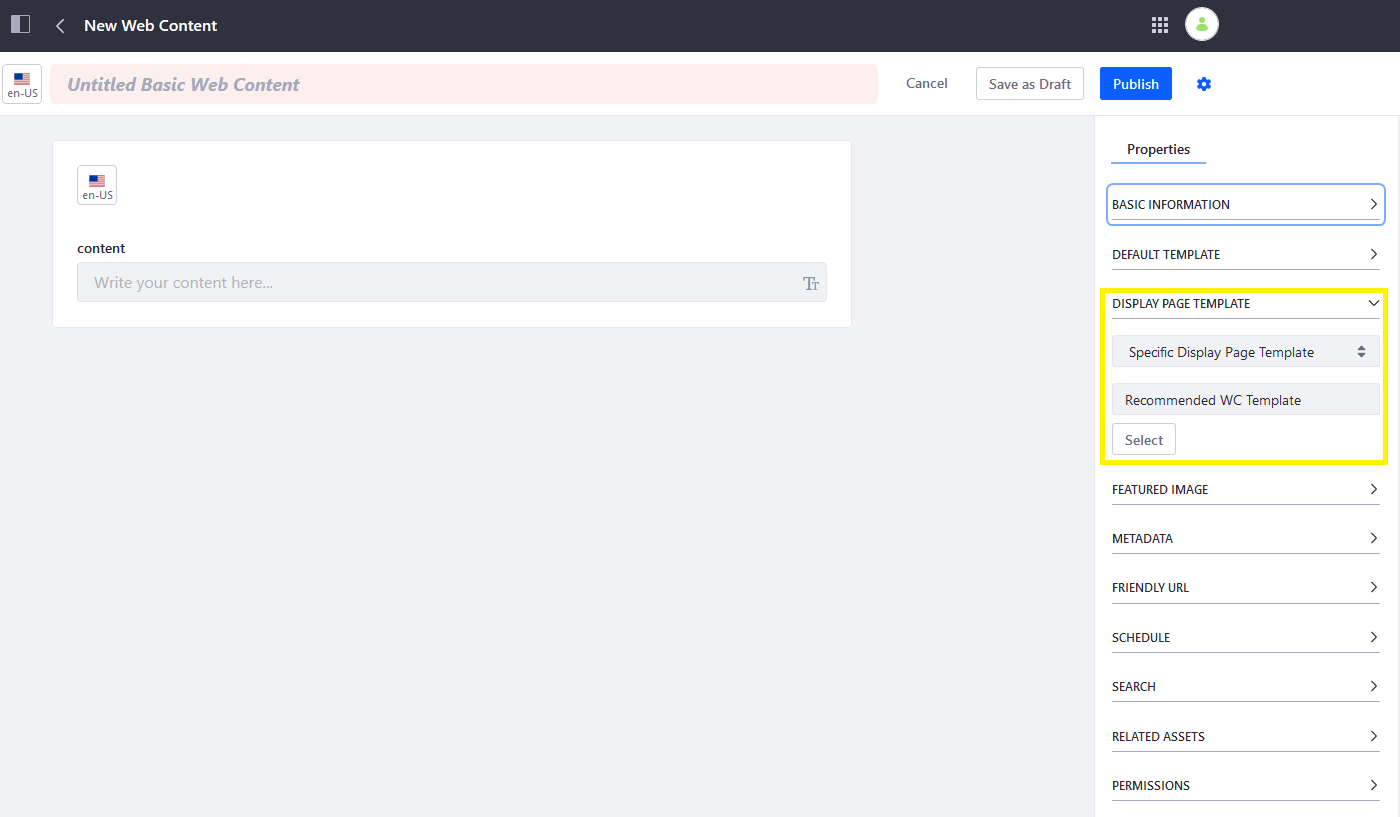 New Web Content
en-US
Untitled Basic Web Content
Cancel
Save as Draft
Publish
en-US
content
Write your content here...
Properties
BASIC INFORMATION
DEFAULT TEMPLATE
DISPLAY PAGE TEMPLATE
Specific Display Page Template
Recommended WC Template
Select
FEATURED IMAGE
METADATA
FRIENDLY URL
SCHEDULE
SEARCH
RELATED ASSETS
PERMISSIONS